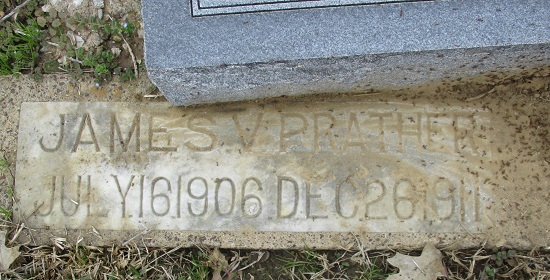 JAMES V. PRATHER
JULY 16 1906 DEC 26 1911